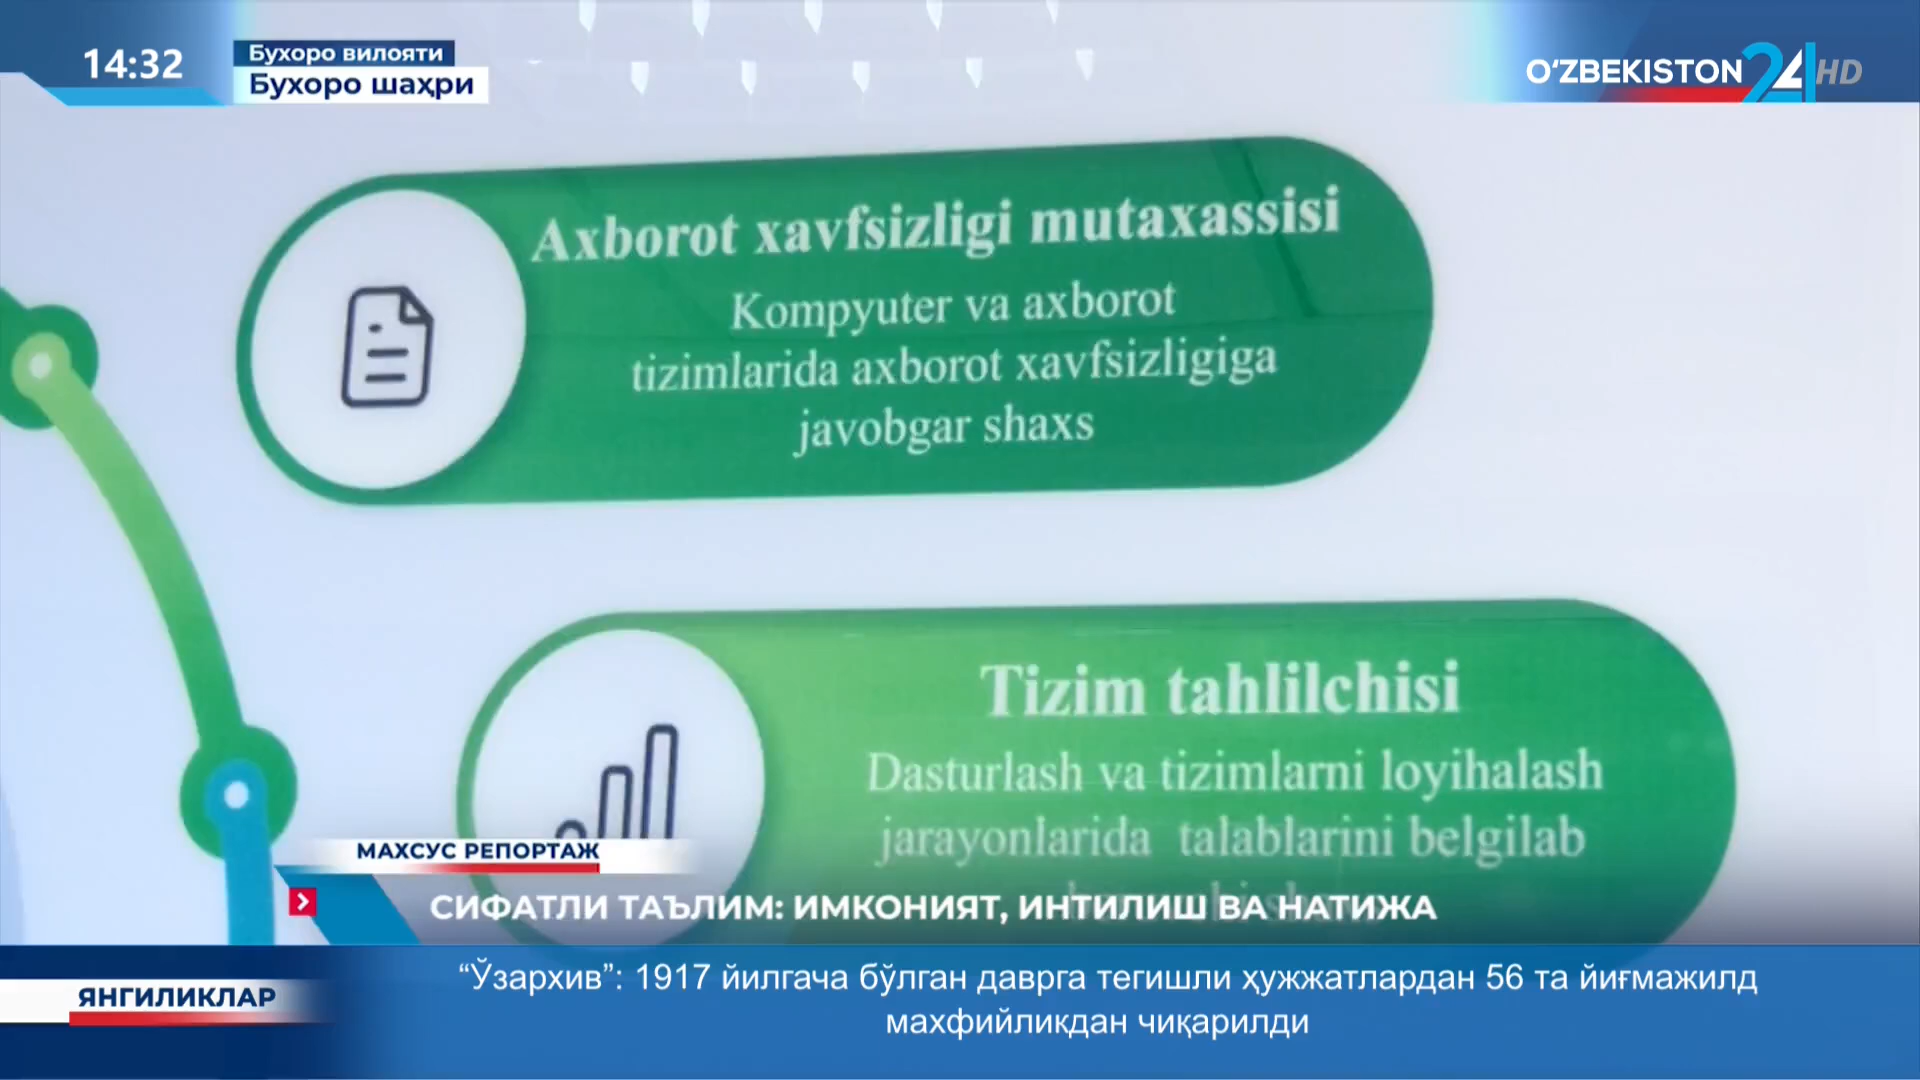 14:32
Бухоро вилояти
Бухоро шаҳри
O‘ZBEKISTON 24 HD
Axborot xavfsizligi mutaxassisi
Kompyuter va axborot
tizimlarida axborot xavfsizligiga
javobgar shaxs
Tizim tahlilchisi
Dasturlash va tizimlarni loyihalash
jarayonlarida talablarini belgilab
МАХСУС РЕПОРТАЖ
СИФАТЛИ ТАЪЛИМ: ИМКОНИЯТ, ИНТИЛИШ ВА НАТИЖА
ЯНГИЛИКЛАР
“Ўзархив”: 1917 йилгача бўлган даврга тегишли ҳужжатлардан 56 та йиғмажилд
махфийликдан чиқарилди